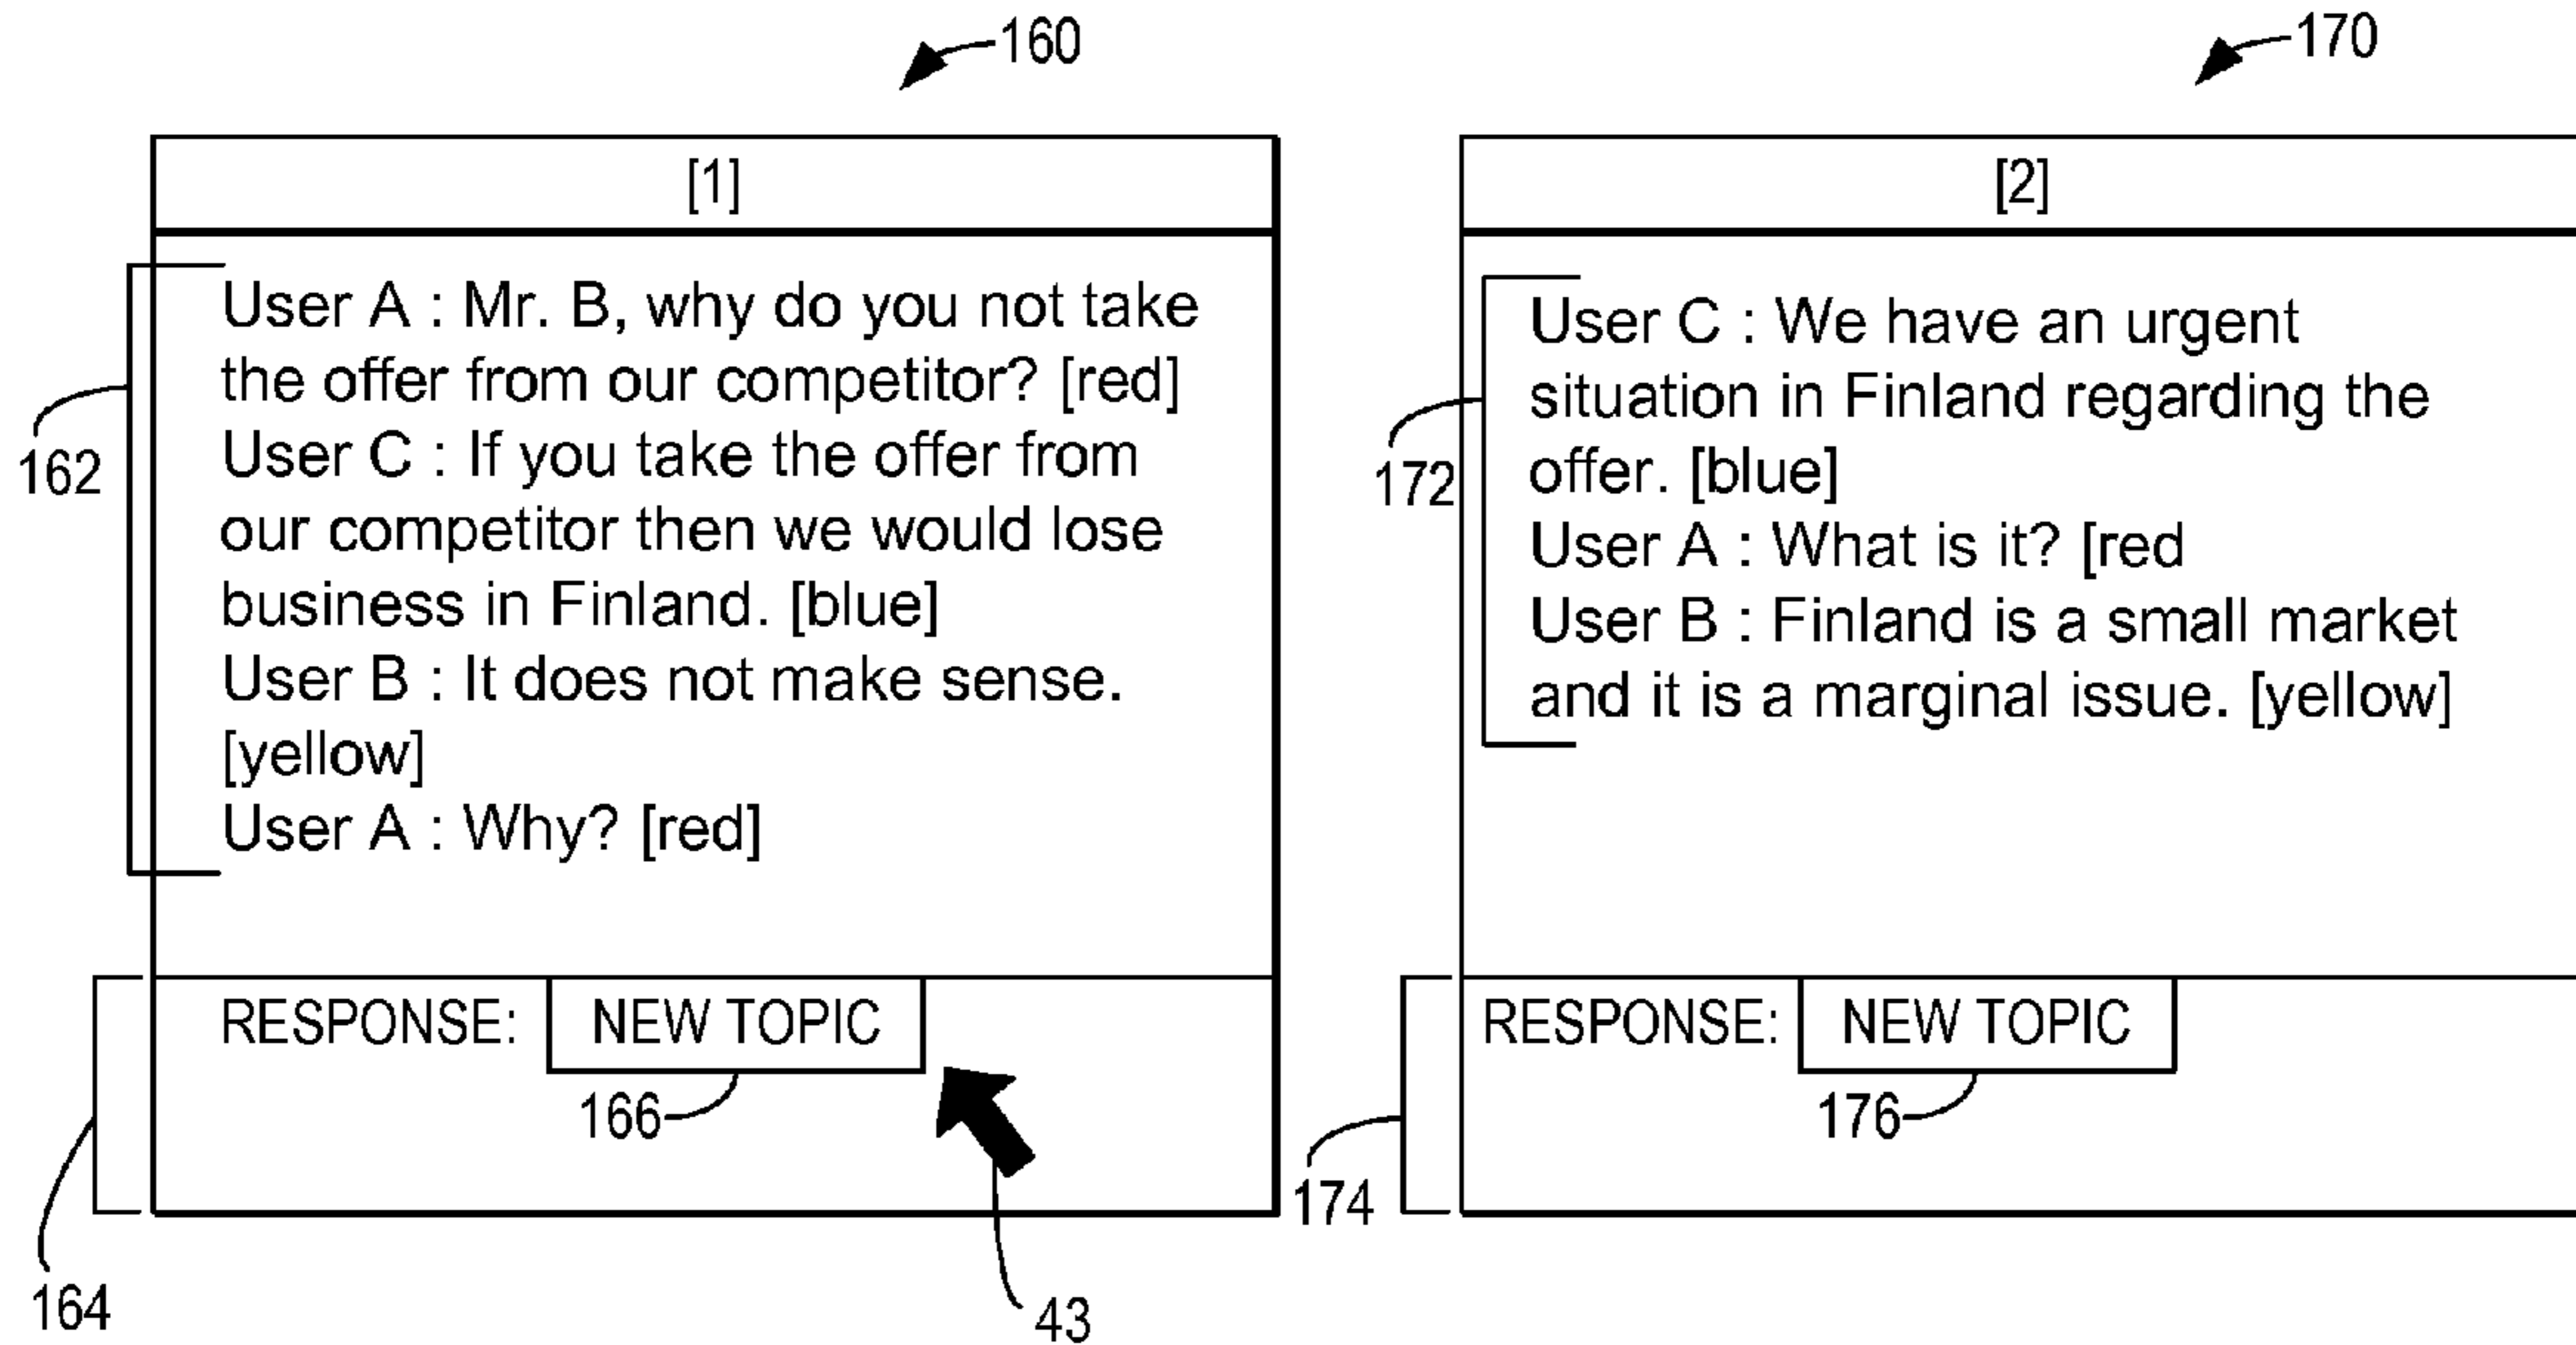 160
[1]
162
User A : Mr. B, why do you not take
the offer from our competitor? [red]
User C : If you take the offer from
our competitor then we would lose
business in Finland. [blue]
User B : It does not make sense.
[yellow]
User A : Why? [red]
RESPONSE: NEW TOPIC
166
164
43
170
[2]
172
User C : We have an urgent
situation in Finland regarding the
offer. [blue]
User A : What is it? [red
User B : Finland is a small market
and it is a marginal issue. [yellow]
RESPONSE: NEW TOPIC
176
174